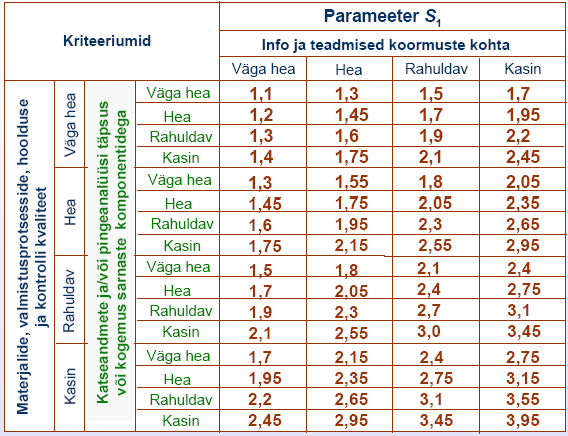 Kriteeriumid
Parameeter S1
Info ja teadmised koormuste kohta
Väga hea Hea Rahuldav Kasin
Materjalide, valmistusprotsesside, hoolduse
ja kontrolli kvaliteet
Katseandmete ja/või pingeanalüüsi täpsus
või kogemus sarnaste komponentidega
Väga hea
Väga hea 1,1 1,3 1,5 1,7
Hea 1,2 1,45 1,7 1,95
Rahuldav 1,3 1,6 1,9 2,2
Kasin 1,4 1,75 2,1 2,45
Hea
Väga hea 1,3 1,55 1,8 2,05
Hea 1,45 1,75 2,05 2,35
Rahuldav 1,6 1,95 2,3 2,65
Kasin 1,75 2,15 2,55 2,95
Rahuldav
Väga hea 1,5 1,8 2,1 2,4
Hea 1,7 2,05 2,4 2,75
Rahuldav 1,9 2,3 2,7 3,1
Kasin 2,1 2,55 3,0 3,45
Kasin
Väga hea 1,7 2,15 2,4 2,75
Hea 1,95 2,35 2,75 3,15
Rahuldav 2,2 2,65 3,1 3,55
Kasin 2,45 2,95 3,45 3,95